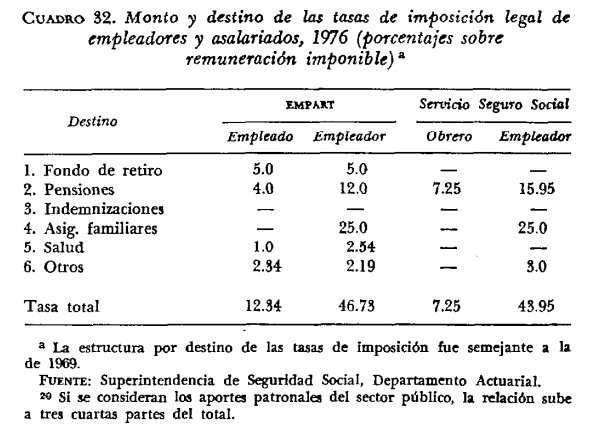 CUADRO 32. Monto y destino de las tasas de imposición legal de
empleadores y asalariados, 1976 (porcentajes sobre
remuneración imponible) a
Destino EMPART Servicio Seguro Social
Empleado Empleador Obrero Empleador
1. Fondo de retiro 5.0 5.0 — —
2. Pensiones 4.0 12.0 7.25 15.95
3. Indemnizaciones — — — —
4. Asig. familiares — 25.0 — 25.0
5. Salud 1.0 2.54 — —
6. Otros 2.34 2.19 — 3.0
Tasa total 12.34 46.73 7.25 43.95
a La estructura por destino de las tasas de imposición fue semejante a la
de 1969.
FUENTE: Superintendencia de Seguridad Social, Departamento Actuarial.
20 Si se consideran los aportes patronales del sector público, la relación sube
a tres cuartas partes del total.